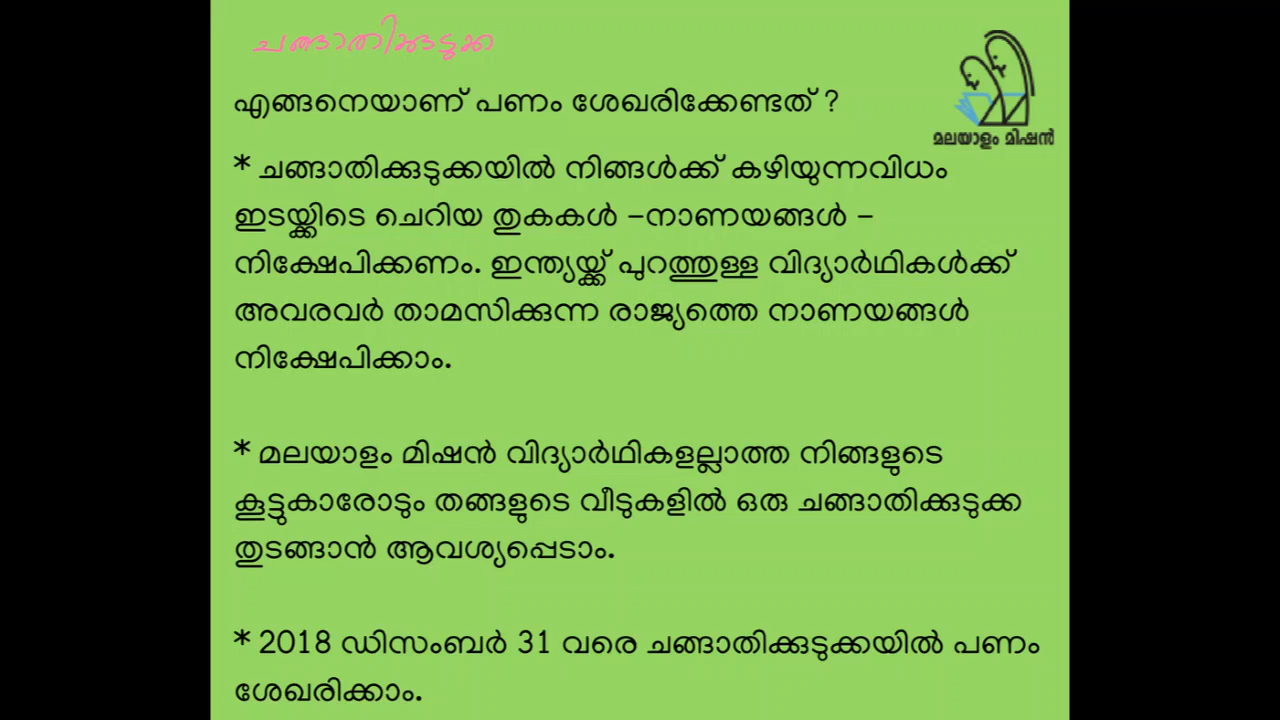 ചങ്ങാതിക്കുടുക്ക
എങ്ങനെയാണ് പണം ശേഖരിക്കേണ്ടത് ?
മലയാളം മിഷൻ
* ചങ്ങാതിക്കുടുക്കയിൽ നിങ്ങൾക്ക് കഴിയുന്നവിധം
ഇടയ്ക്കിടെ ചെറിയ തുകകൾ -നാണയങ്ങൾ -
നിക്ഷേപിക്കണം. ഇന്ത്യയ്ക്ക് പുറത്തുള്ള വിദ്യാർഥികൾക്ക്
അവരവർ താമസിക്കുന്ന രാജ്യത്തെ നാണയങ്ങൾ
നിക്ഷേപിക്കാം.
* മലയാളം മിഷൻ വിദ്യാർഥികളല്ലാത്ത നിങ്ങളുടെ
കൂട്ടുകാരോടും തങ്ങളുടെ വീടുകളിൽ ഒരു ചങ്ങാതിക്കുടുക്ക
തുടങ്ങാൻ ആവശ്യപ്പെടാം.
* 2018 ഡിസംബർ 31 വരെ ചങ്ങാതിക്കുടുക്കയിൽ പണം
ശേഖരിക്കാം.